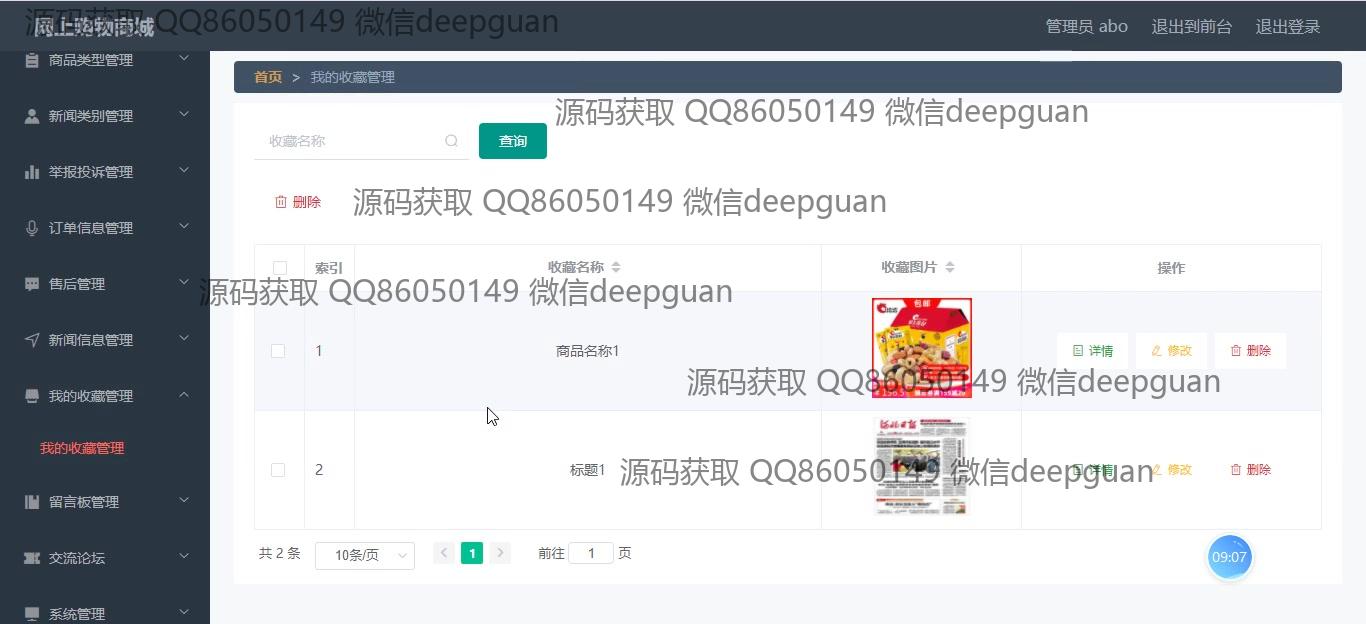 网上购物商城
源码获取 QQ86050149 微信deepguan
管理员 abo 退出到前台 退出登录
商品类型管理
新闻类别管理
举报投诉管理
订单信息管理
售后管理
新闻信息管理
我的收藏管理
我的收藏管理
留言板管理
交流论坛
系统管理
首页 > 我的收藏管理
源码获取 QQ86050149 微信deepguan
收藏名称 查询
删除
源码获取 QQ86050149 微信deepguan
索引 收藏名称 收藏图片 操作
源码获取 QQ86050149 微信deepguan
包邮
1 商品名称1 详情 修改 删除
源码获取 QQ86050149 微信deepguan
河北日报
2 标题1 详情 修改 删除
源码获取 QQ86050149 微信deepguan
共 2 条 10条/页 1 前往 1 页
09:07